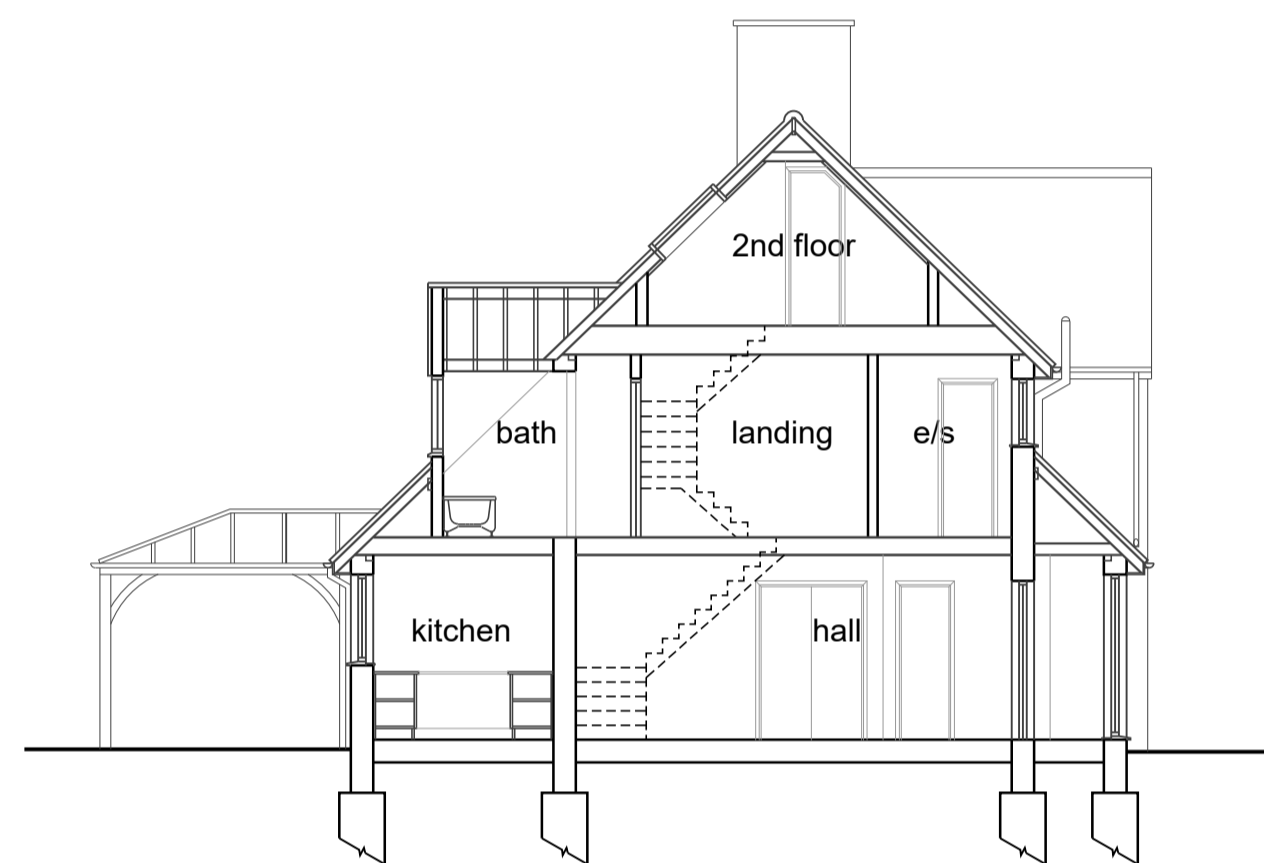 2nd floor
bath
landing
e/s
kitchen
hall